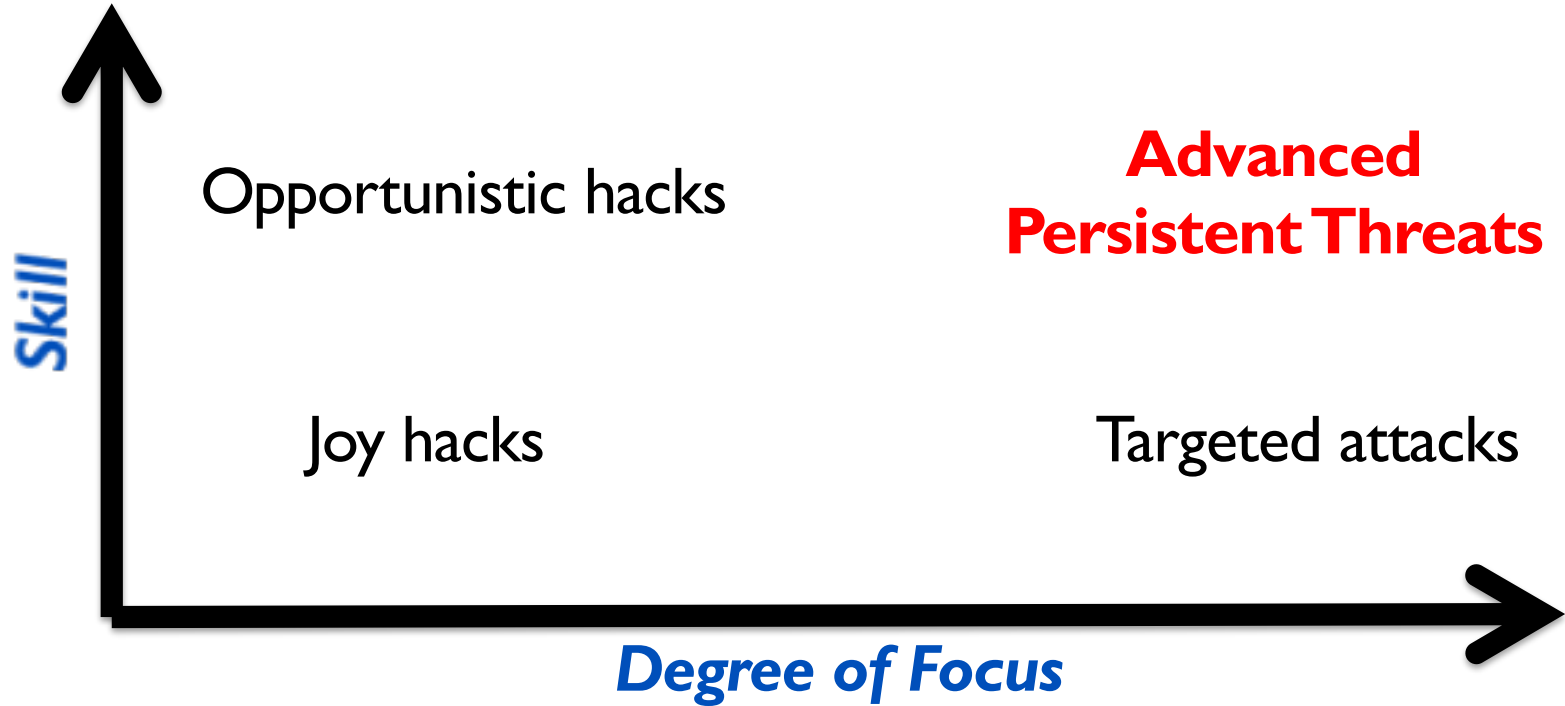 Opportunistic hacks
Advanced
Persistent Threats
Skill
Joy hacks
Targeted attacks
Degree of Focus